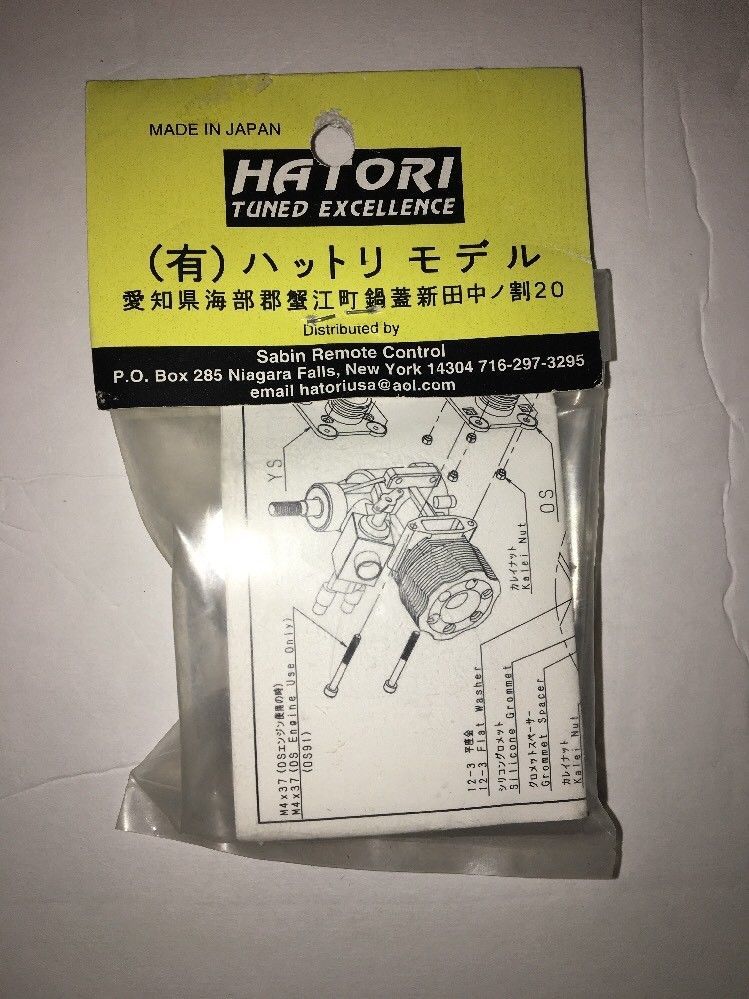 MADE IN JAPAN
HATORI
TUNED EXCELLENCE
(有)ハットリ モデル
愛知県海部郡蟹江町鍋蓋新田中ノ割20
Distributed by
Sabin Remote Control
P.O. Box 285 Niagara Falls, New York 14304 716-297-3295
email hatoriusa@aol.com
YS
OS
カレイナット
Kalei Nut
M4x37 (OSエンジン使用の時)
M4x37 (OS Engine Use Only)
(OS91)
12-3 平座金
12-3 Flat Washer
シリコングロメット
Silicone Grommet
グロメットスペーサー
Grommet Spacer
カレイナット
Kalei Nut